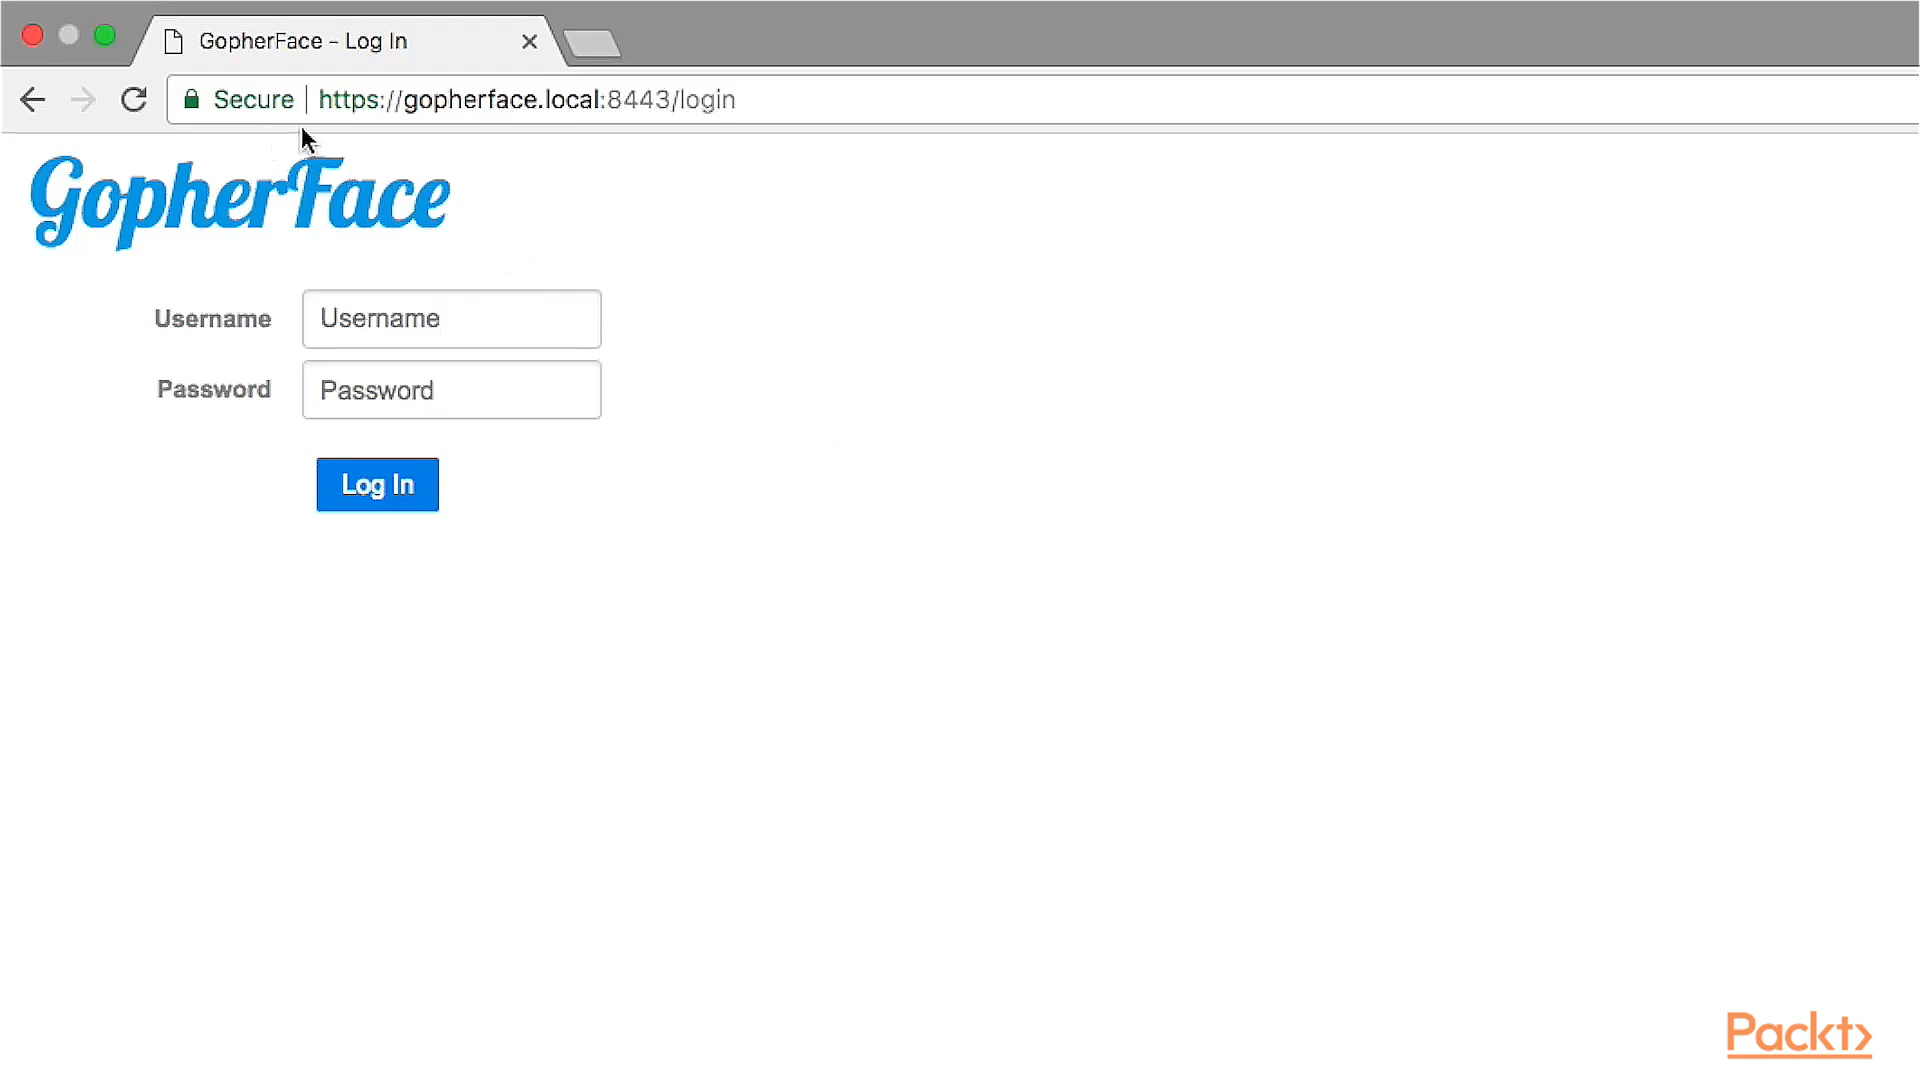 GopherFace - Log In
Secure https://gopherface.local:8443/login
GopherFace
Username Username
Password Password
Log In
Packt>